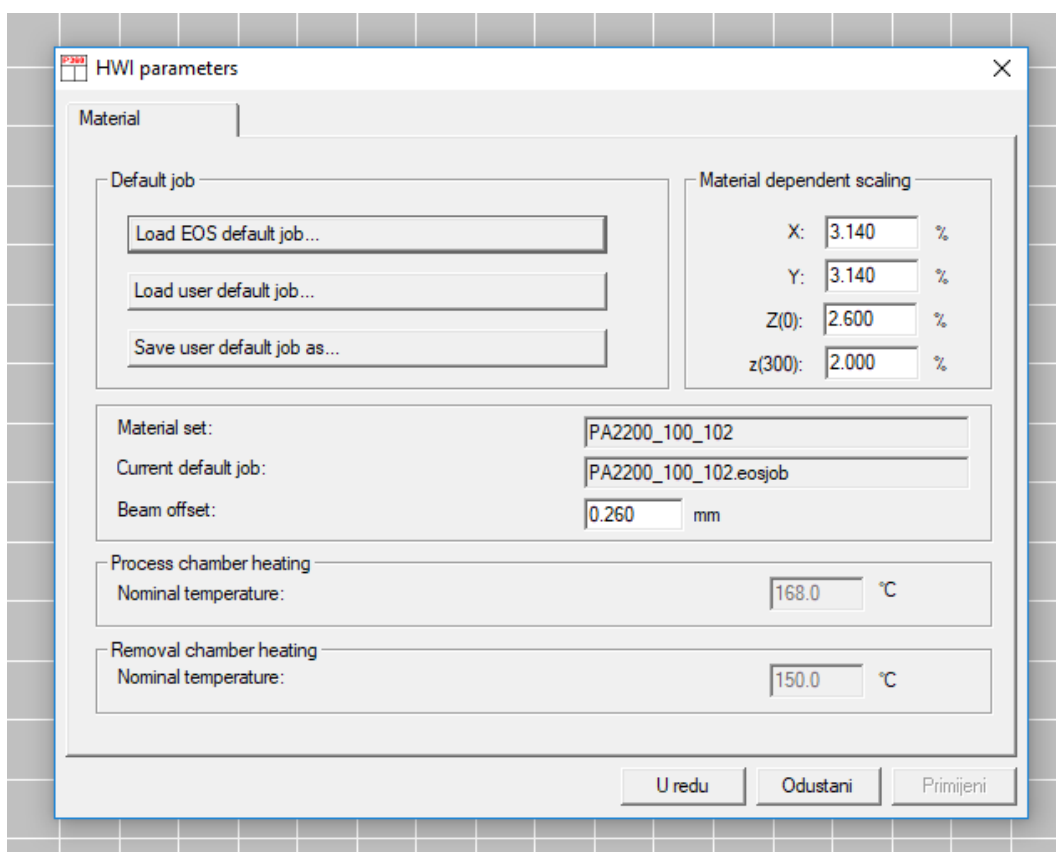 HWI parameters
Material
Default job
Load EOS default job...
Load user default job...
Save user default job as...
Material dependent scaling
X: 3.140 %
Y: 3.140 %
Z(0): 2.600 %
z(300): 2.000 %
Material set: PA2200_100_102
Current default job: PA2200_100_102.eosjob
Beam offset: 0.260 mm
Process chamber heating
Nominal temperature: 168.0 °C
Removal chamber heating
Nominal temperature: 150.0 °C
U redu Odustani Primijeni